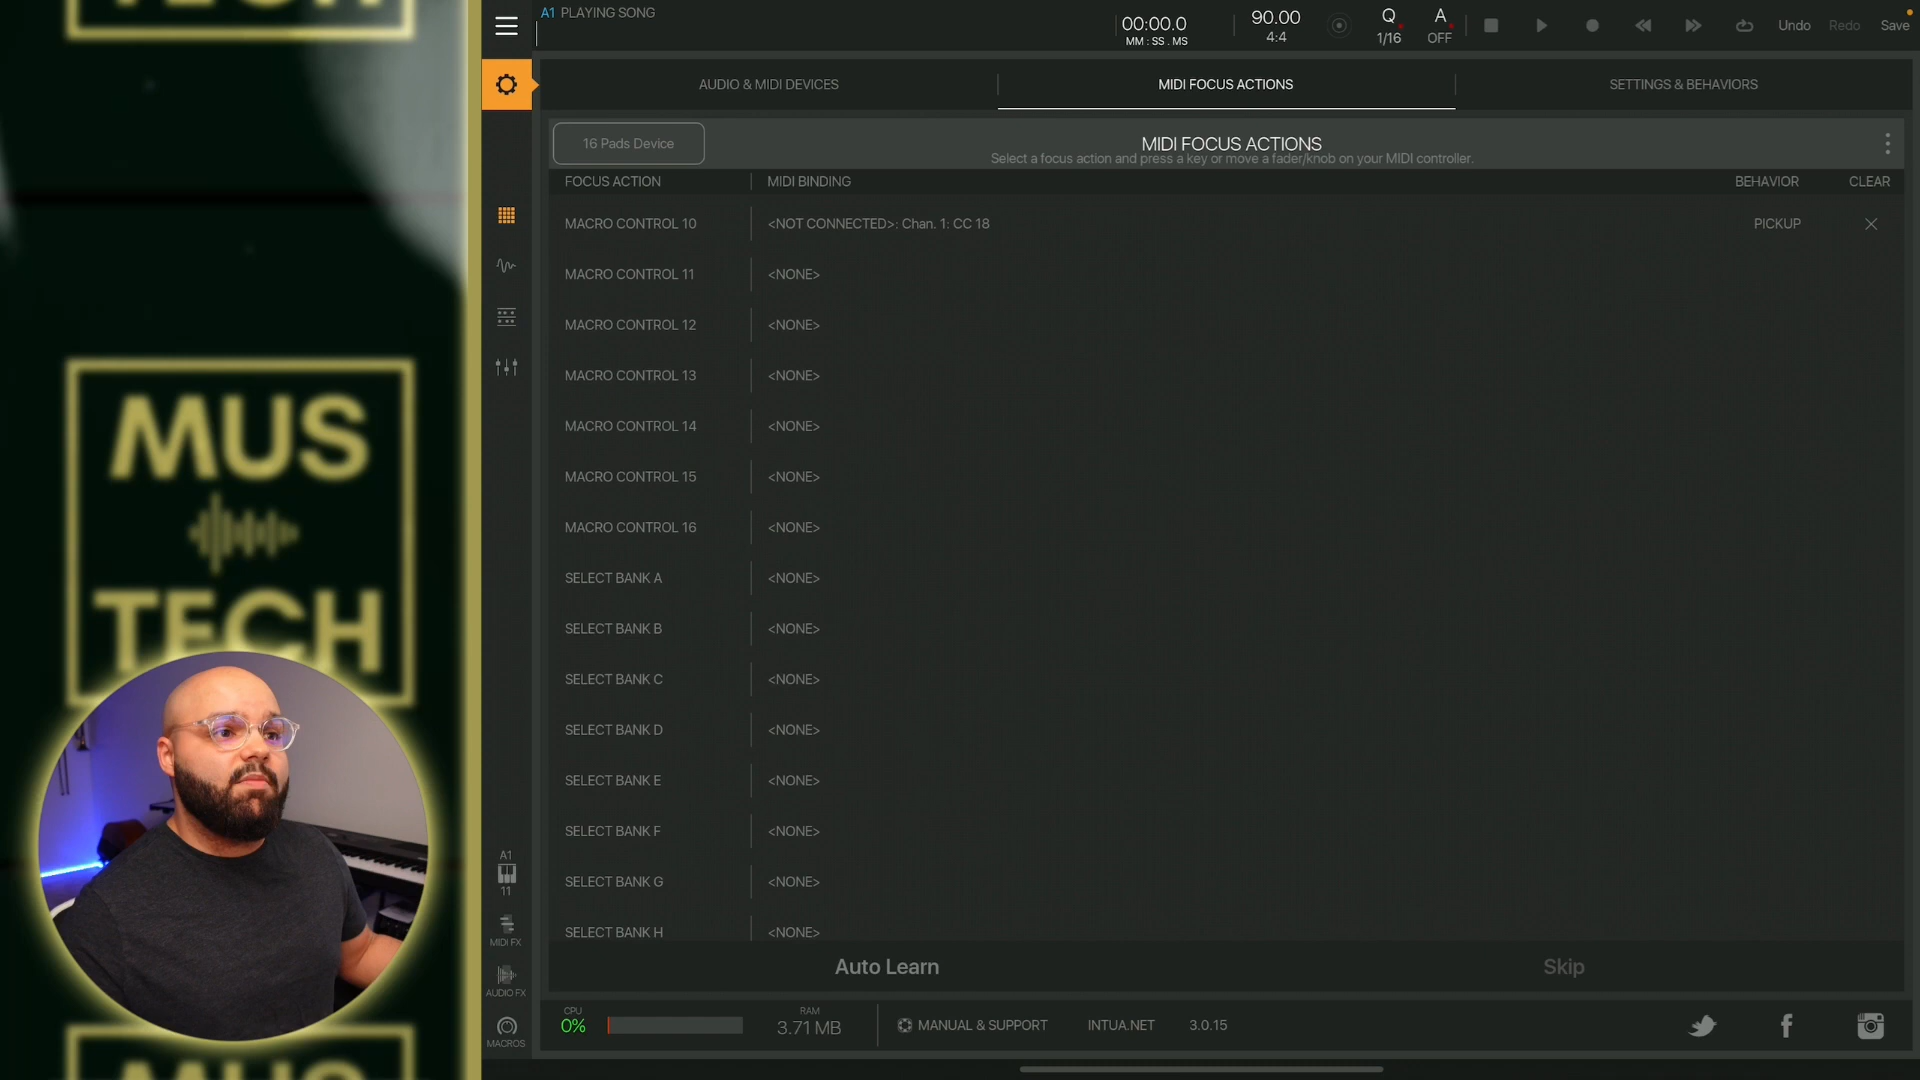 A1 PLAYING SONG
00:00.0
MM : SS . MS
90.00
4:4
Q
1/16
A
OFF
Undo
Redo
Save
AUDIO & MIDI DEVICES
MIDI FOCUS ACTIONS
SETTINGS & BEHAVIORS
16 Pads Device
MIDI FOCUS ACTIONS
Select a focus action and press a key or move a fader/knob on your MIDI controller.
FOCUS ACTION MIDI BINDING BEHAVIOR CLEAR
MACRO CONTROL 10 <NOT CONNECTED>: Chan. 1: CC 18 PICKUP
MACRO CONTROL 11 <NONE>
MACRO CONTROL 12 <NONE>
MACRO CONTROL 13 <NONE>
MACRO CONTROL 14 <NONE>
MACRO CONTROL 15 <NONE>
MACRO CONTROL 16 <NONE>
SELECT BANK A <NONE>
SELECT BANK B <NONE>
SELECT BANK C <NONE>
SELECT BANK D <NONE>
SELECT BANK E <NONE>
SELECT BANK F <NONE>
SELECT BANK G <NONE>
SELECT BANK H <NONE>
Auto Learn
Skip
A1
11
MIDI FX
AUDIO FX
MACROS
CPU
0%
RAM
3.71 MB
MANUAL & SUPPORT
INTUA.NET
3.0.15
MUS
TECH